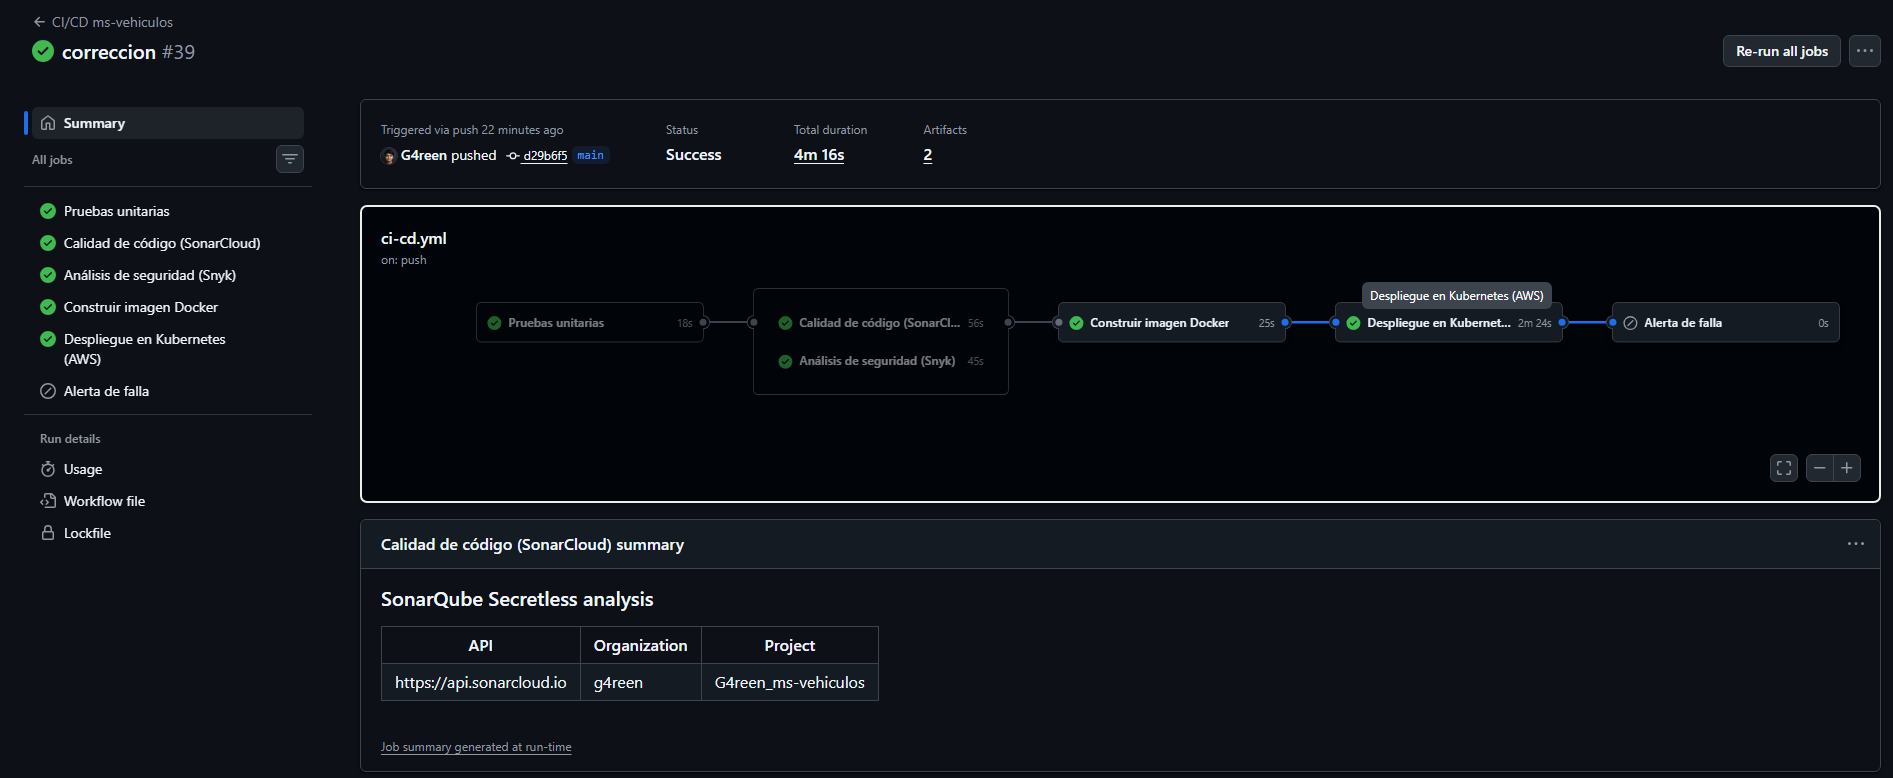 CI/CD ms-vehiculos
correccion #39
Re-run all jobs
Summary
All jobs
Pruebas unitarias
Calidad de código (SonarCloud)
Análisis de seguridad (Snyk)
Construir imagen Docker
Despliegue en Kubernetes
(AWS)
Alerta de falla
Run details
Usage
Workflow file
Lockfile
Triggered via push 22 minutes ago
G4reen pushed d29b6f5 main
Status
Success
Total duration
4m 16s
Artifacts
2
ci-cd.yml
on: push
Pruebas unitarias 18s
Calidad de código (SonarCl... 56s
Análisis de seguridad (Snyk) 45s
Construir imagen Docker 25s
Despliegue en Kubernetes (AWS)
Despliegue en Kubernet... 2m 24s
Alerta de falla 0s
Calidad de código (SonarCloud) summary
SonarQube Secretless analysis
API Organization Project
https://api.sonarcloud.io g4reen G4reen_ms-vehiculos
Job summary generated at run-time